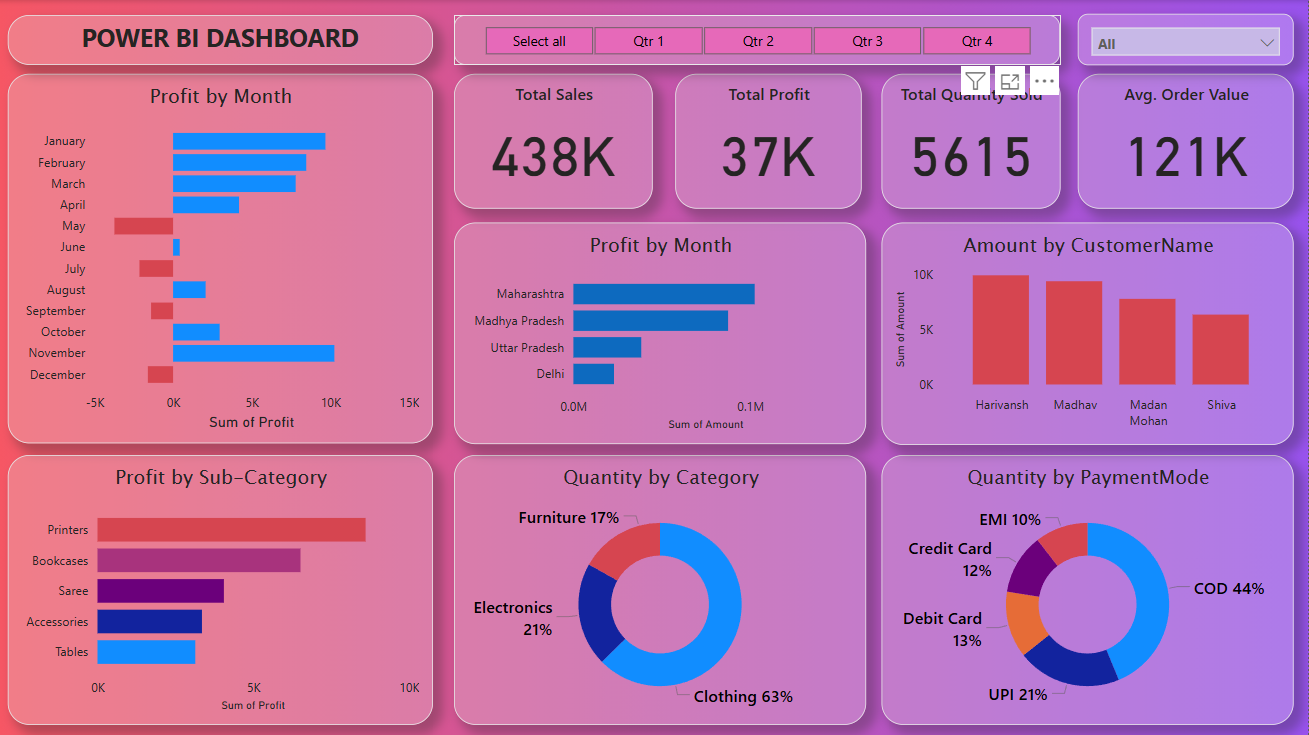 POWER BI DASHBOARD
Select all
Qtr 1
Qtr 2
Qtr 3
Qtr 4
All
Profit by Month
January
February
March
April
May
June
July
August
September
October
November
December
-5K
0K
5K
10K
15K
Sum of Profit
Total Sales
438K
Total Profit
37K
Total Quantity Sold
5615
Avg. Order Value
121K
Profit by Month
Maharashtra
Madhya Pradesh
Uttar Pradesh
Delhi
0.0M
0.1M
Sum of Amount
Amount by CustomerName
Sum of Amount
10K
5K
0K
Harivansh
Madhav
Madan
Mohan
Shiva
Profit by Sub-Category
Printers
Bookcases
Saree
Accessories
Tables
0K
5K
10K
Sum of Profit
Quantity by Category
Furniture 17%
Electronics
21%
Clothing 63%
Quantity by PaymentMode
EMI 10%
Credit Card
12%
Debit Card
13%
UPI 21%
COD 44%